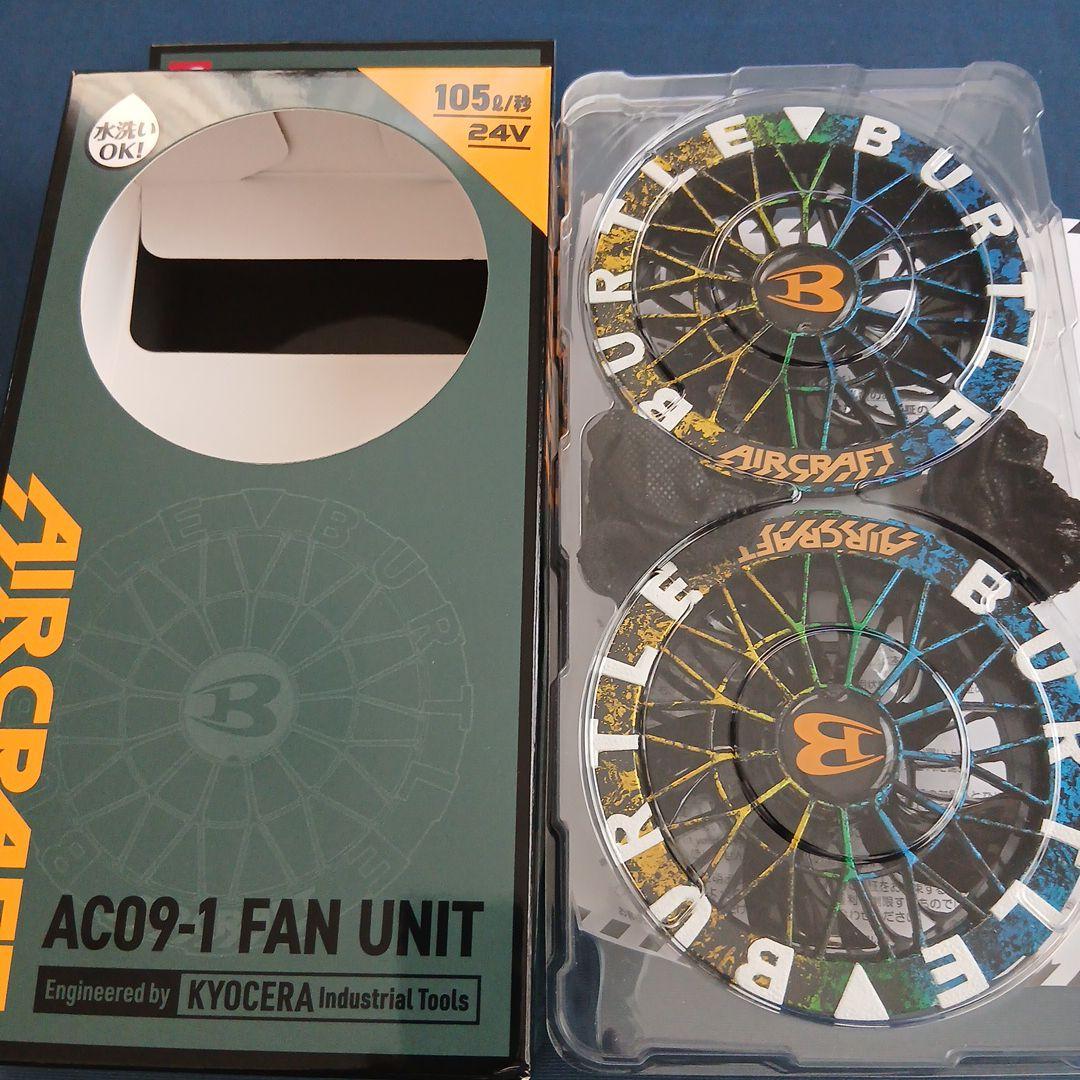 水洗い
OK!
105ℓ/秒
24V
AIRCRAFT
BURTLE
B
AC09-1 FAN UNIT
Engineered by KYOCERA Industrial Tools
BURTLE BURTLE
B
AIRCRAFT
AIRCRAFT
BURTLE BURTLE
B